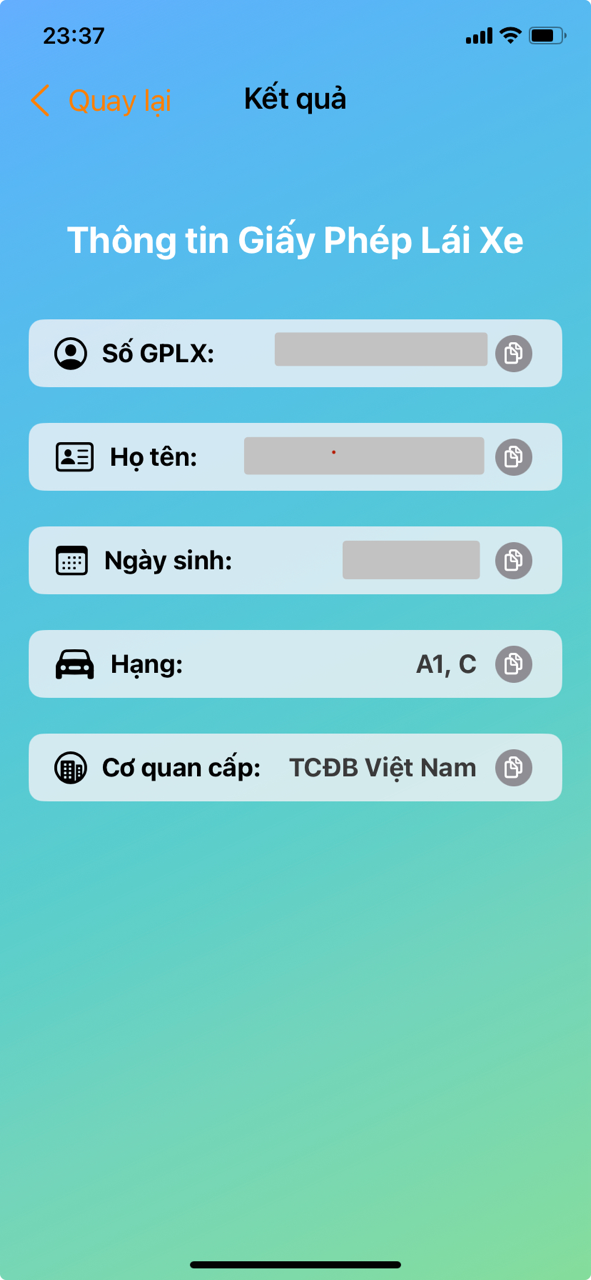 23:37
Quay lại
Kết quả
Thông tin Giấy Phép Lái Xe
Số GPLX:
Họ tên:
Ngày sinh:
Hạng: A1, C
Cơ quan cấp: TCĐB Việt Nam